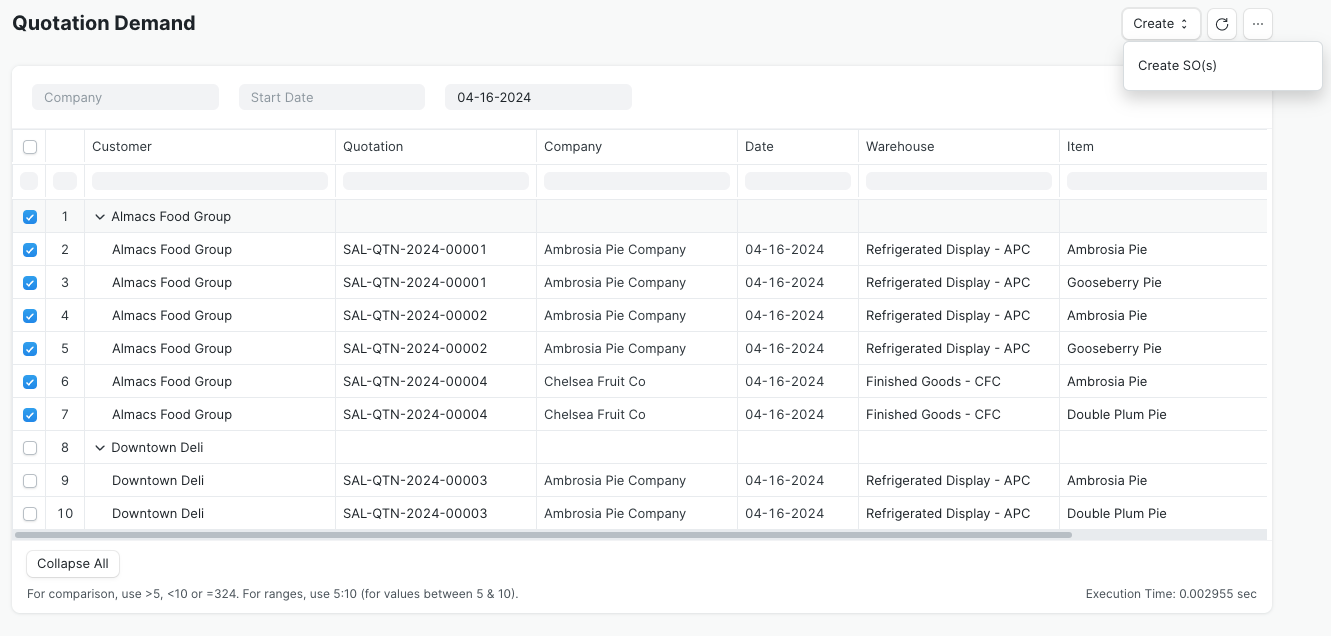 Quotation Demand
Create
...
Create SO(s)
Company Start Date 04-16-2024
Customer Quotation Company Date Warehouse Item
1 Almacs Food Group
2 Almacs Food Group SAL-QTN-2024-00001 Ambrosia Pie Company 04-16-2024 Refrigerated Display - APC Ambrosia Pie
3 Almacs Food Group SAL-QTN-2024-00001 Ambrosia Pie Company 04-16-2024 Refrigerated Display - APC Gooseberry Pie
4 Almacs Food Group SAL-QTN-2024-00002 Ambrosia Pie Company 04-16-2024 Refrigerated Display - APC Ambrosia Pie
5 Almacs Food Group SAL-QTN-2024-00002 Ambrosia Pie Company 04-16-2024 Refrigerated Display - APC Gooseberry Pie
6 Almacs Food Group SAL-QTN-2024-00004 Chelsea Fruit Co 04-16-2024 Finished Goods - CFC Ambrosia Pie
7 Almacs Food Group SAL-QTN-2024-00004 Chelsea Fruit Co 04-16-2024 Finished Goods - CFC Double Plum Pie
8 Downtown Deli
9 Downtown Deli SAL-QTN-2024-00003 Ambrosia Pie Company 04-16-2024 Refrigerated Display - APC Ambrosia Pie
10 Downtown Deli SAL-QTN-2024-00003 Ambrosia Pie Company 04-16-2024 Refrigerated Display - APC Double Plum Pie
Collapse All
For comparison, use >5, <10 or =324. For ranges, use 5:10 (for values between 5 & 10). Execution Time: 0.002955 sec